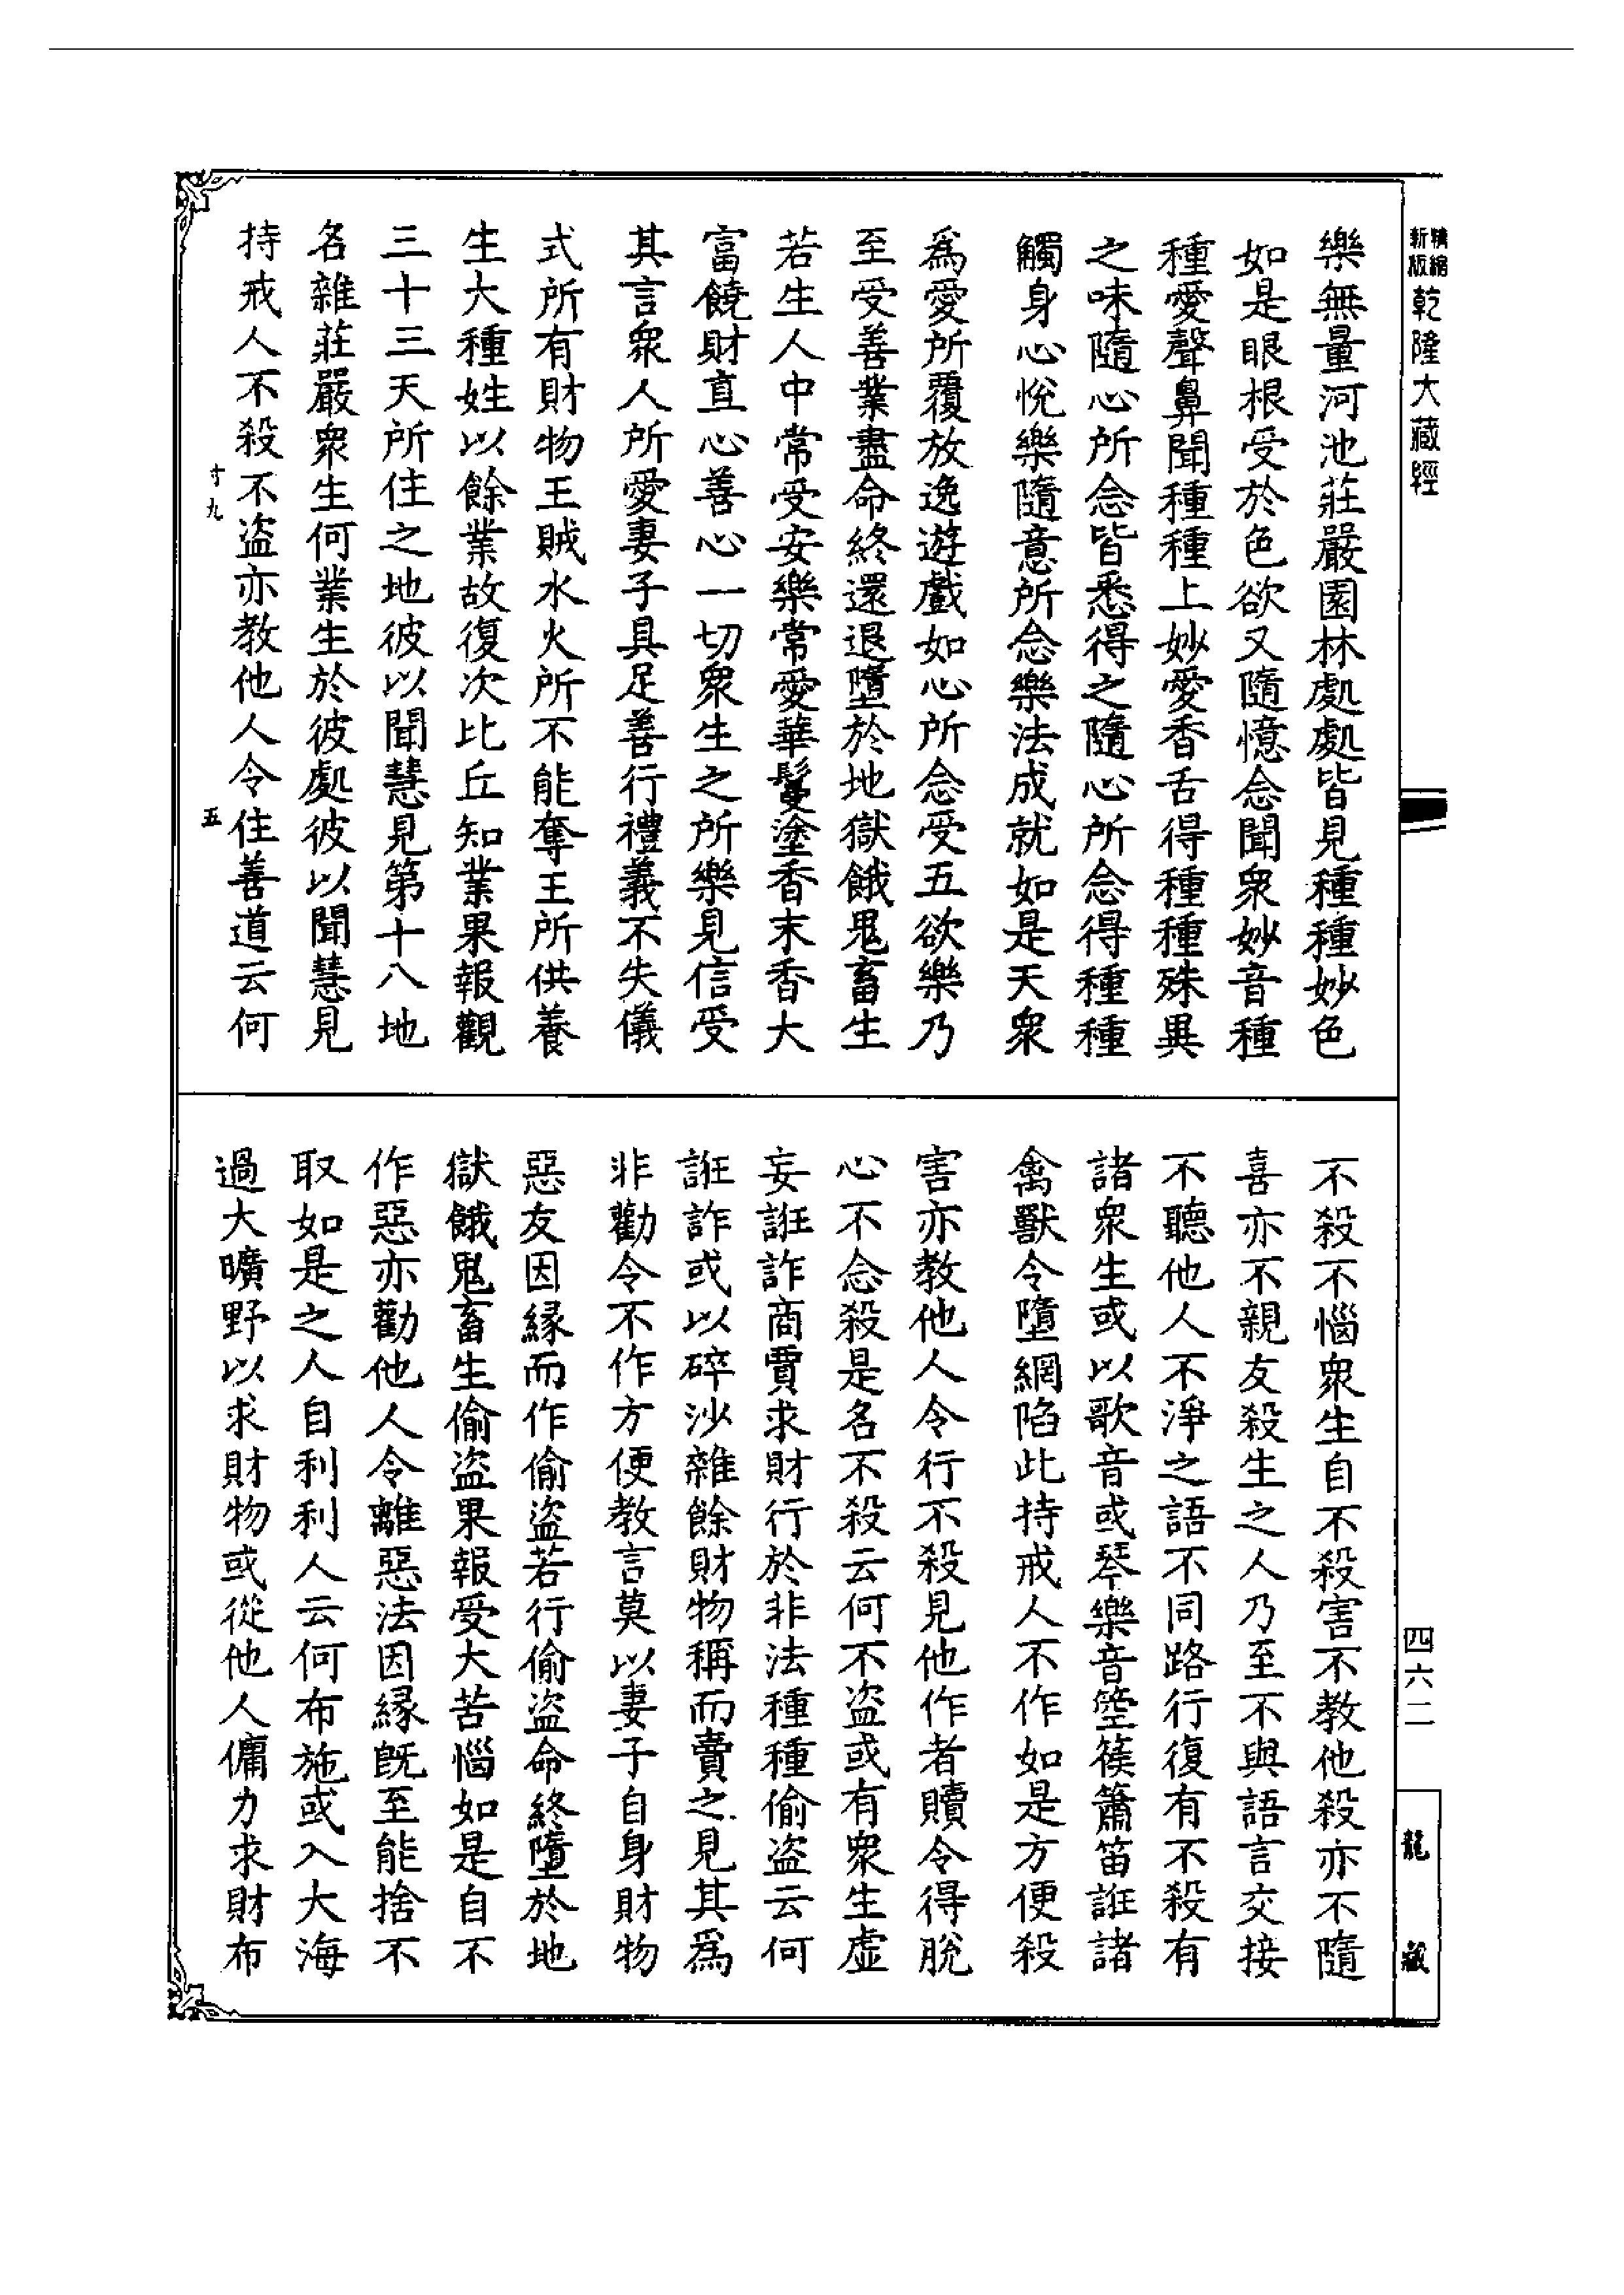 精縮
新版
乾隆大藏經
樂無量河池莊嚴園林處處皆見種種妙色
如是眼根受於色欲又隨憶念聞衆妙音種
種愛聲鼻聞種種上妙愛香舌得種種殊異
之味隨心所念皆悉得之隨心所念得種種
觸身心悅樂隨意所念樂法成就如是天衆
爲愛所覆放逸遊戲如心所念受五欲樂乃
至受善業盡命終還退墮於地獄餓鬼畜生
若生人中常受安樂常愛華鬘塗香末香大
富饒財直心善心一切衆生之所樂見信受
其言衆人所愛妻子具足善行禮義不失儀
式所有財物王賊水火所不能奪王所供養
生大種姓以餘業故復次比丘知業果報觀
三十三天所住之地彼以聞慧見第十八地
名雜莊嚴衆生何業生於彼處彼以聞慧見
持戒人不殺不盜亦教他人令住善道云何
寸九
五
不殺不惱衆生自不殺害不教他殺亦不隨
喜亦不親友殺生之人乃至不與語言交接
不聽他人不淨之語不同路行復有不殺有
諸衆生或以歌音或琴樂音箜篌簫笛誑諸
禽獸令墮網陷此持戒人不作如是方便殺
害亦教他人令行不殺見他作者贖令得脫
心不念殺是名不殺云何不盜或有衆生虛
妄誑詐商賈求財行於非法種種偷盜云何
誑詐或以碎沙雜餘財物稱而賣之見其爲
非勸令不作方便教言莫以妻子自身財物
惡友因緣而作偷盜若行偷盜命終墮於地
獄餓鬼畜生偷盜果報受大苦惱如是自不
作惡亦勸他人令離惡法因緣旣至能捨不
取如是之人自利利人云何布施或入大海
過大曠野以求財物或從他人傭力求財布
四六二
龍藏